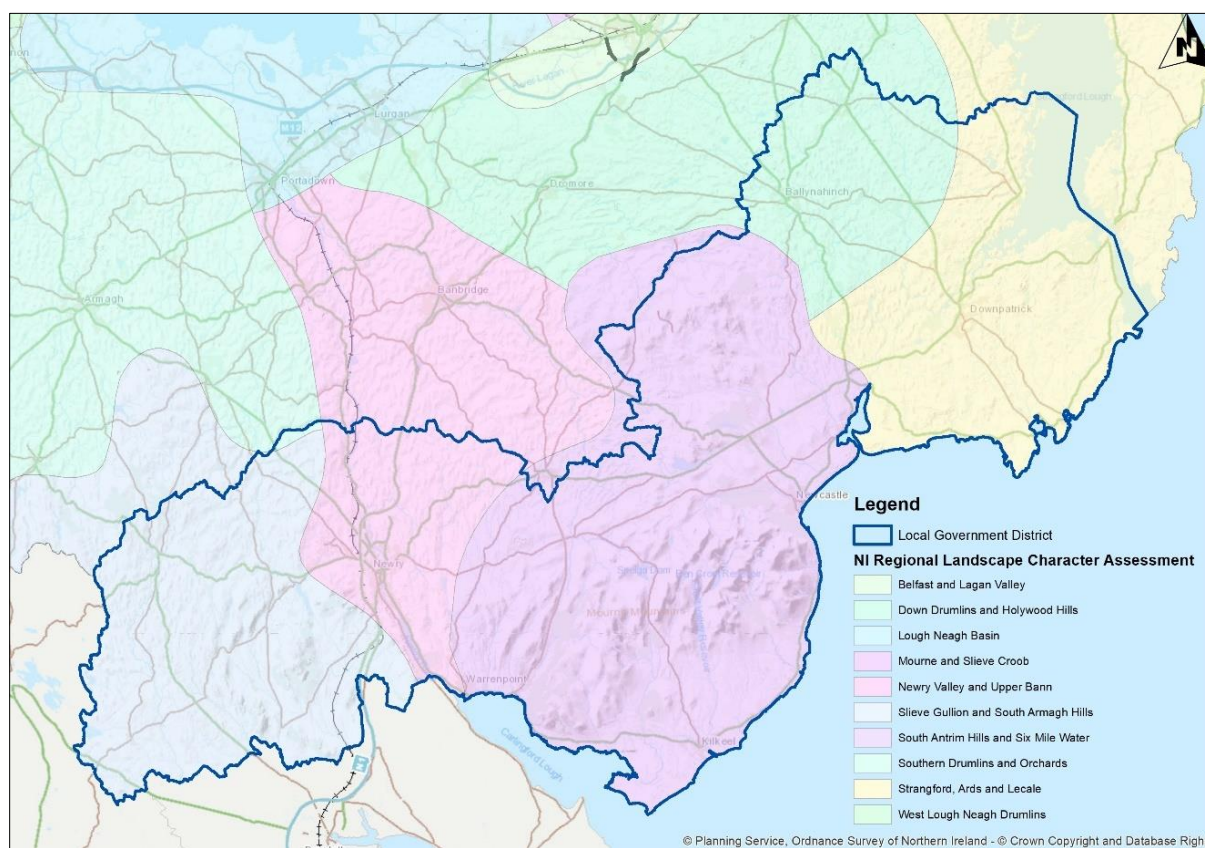 N
Strangford Lough
M12
Lurgan
Portadown
Dromore
Ballynahinch
Armagh
Banbridge
Downpatrick
Newcastle
Newry
Mourne Mountains
Warrenpoint
Kilkeel
Carlingford Lough
Legend
Local Government District
NI Regional Landscape Character Assessment
Belfast and Lagan Valley
Down Drumlins and Holywood Hills
Lough Neagh Basin
Mourne and Slieve Croob
Newry Valley and Upper Bann
Slieve Gullion and South Armagh Hills
South Antrim Hills and Six Mile Water
Southern Drumlins and Orchards
Strangford, Ards and Lecale
West Lough Neagh Drumlins
© Planning Service, Ordnance Survey of Northern Ireland - © Crown Copyright and Database Righ